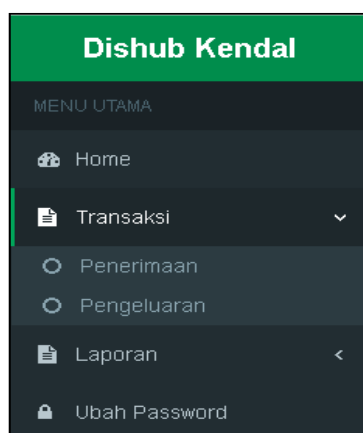 Dishub Kendal
MENU UTAMA
Home
Transaksi
Penerimaan
Pengeluaran
Laporan
Ubah Password